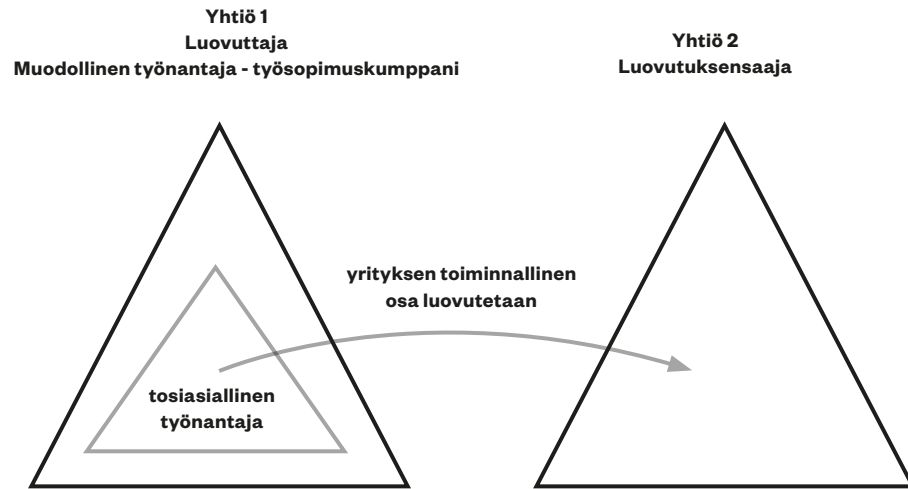 Yhtiö 1
Luovuttaja
Muodollinen työnantaja - työsopimuskumppani
Yhtiö 2
Luovutuksensaaja
yrityksen toiminnallinen
osa luovutetaan
tosiasiallinen
työnantaja